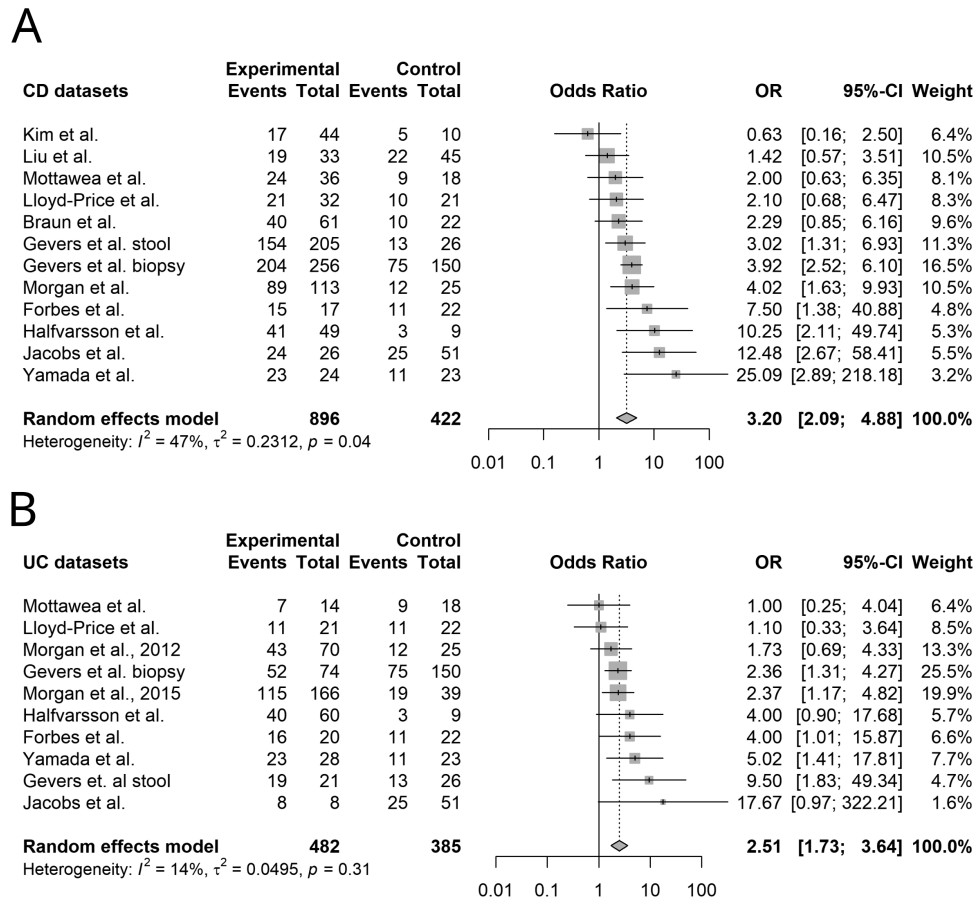 A
Experimental Control
CD datasets Events Total Events Total Odds Ratio OR 95%-CI Weight
Kim et al. 17 44 5 10 0.63 [0.16; 2.50] 6.4%
Liu et al. 19 33 22 45 1.42 [0.57; 3.51] 10.5%
Mottawea et al. 24 36 9 18 2.00 [0.63; 6.35] 8.1%
Lloyd-Price et al. 21 32 10 21 2.10 [0.68; 6.47] 8.3%
Braun et al. 40 61 10 22 2.29 [0.85; 6.16] 9.6%
Gevers et al. stool 154 205 13 26 3.02 [1.31; 6.93] 11.3%
Gevers et al. biopsy 204 256 75 150 3.92 [2.52; 6.10] 16.5%
Morgan et al. 89 113 12 25 4.02 [1.63; 9.93] 10.5%
Forbes et al. 15 17 11 22 7.50 [1.38; 40.88] 4.8%
Halfvarsson et al. 41 49 3 9 10.25 [2.11; 49.74] 5.3%
Jacobs et al. 24 26 25 51 12.48 [2.67; 58.41] 5.5%
Yamada et al. 23 24 11 23 25.09 [2.89; 218.18] 3.2%
Random effects model 896 422 3.20 [2.09; 4.88] 100.0%
Heterogeneity: I² = 47%, τ² = 0.2312, p = 0.04
0.01 0.1 1 10 100
B
Experimental Control
UC datasets Events Total Events Total Odds Ratio OR 95%-CI Weight
Mottawea et al. 7 14 9 18 1.00 [0.25; 4.04] 6.4%
Lloyd-Price et al. 11 21 11 22 1.10 [0.33; 3.64] 8.5%
Morgan et al., 2012 43 70 12 25 1.73 [0.69; 4.33] 13.3%
Gevers et al. biopsy 52 74 75 150 2.36 [1.31; 4.27] 25.5%
Morgan et al., 2015 115 166 19 39 2.37 [1.17; 4.82] 19.9%
Halfvarsson et al. 40 60 3 9 4.00 [0.90; 17.68] 5.7%
Forbes et al. 16 20 11 22 4.00 [1.01; 15.87] 6.6%
Yamada et al. 23 28 11 23 5.02 [1.41; 17.81] 7.7%
Gevers et. al stool 19 21 13 26 9.50 [1.83; 49.34] 4.7%
Jacobs et al. 8 8 25 51 17.67 [0.97; 322.21] 1.6%
Random effects model 482 385 2.51 [1.73; 3.64] 100.0%
Heterogeneity: I² = 14%, τ² = 0.0495, p = 0.31
0.01 0.1 1 10 100